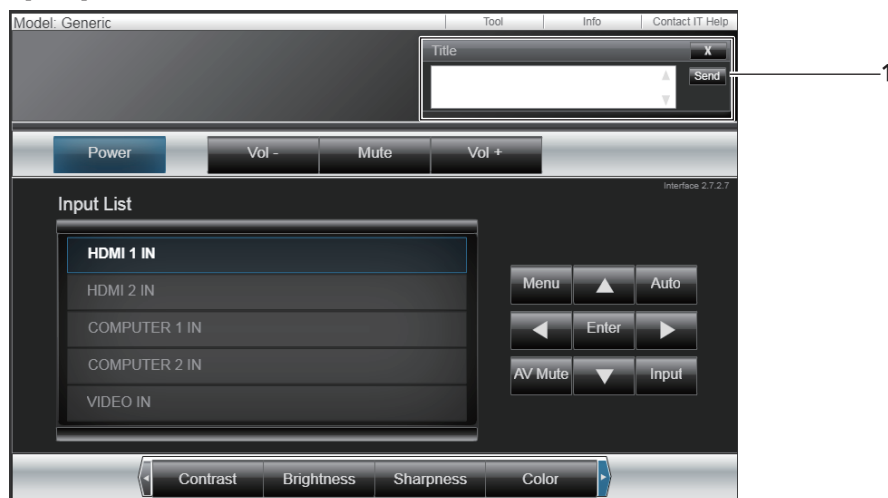 Model: Generic Tool Info Contact IT Help
Title X
Send 1
Power Vol - Mute Vol +
Interface 2.7.2.7
Input List
HDMI 1 IN
HDMI 2 IN
COMPUTER 1 IN
COMPUTER 2 IN
VIDEO IN
Menu Auto
Enter
AV Mute Input
Contrast Brightness Sharpness Color